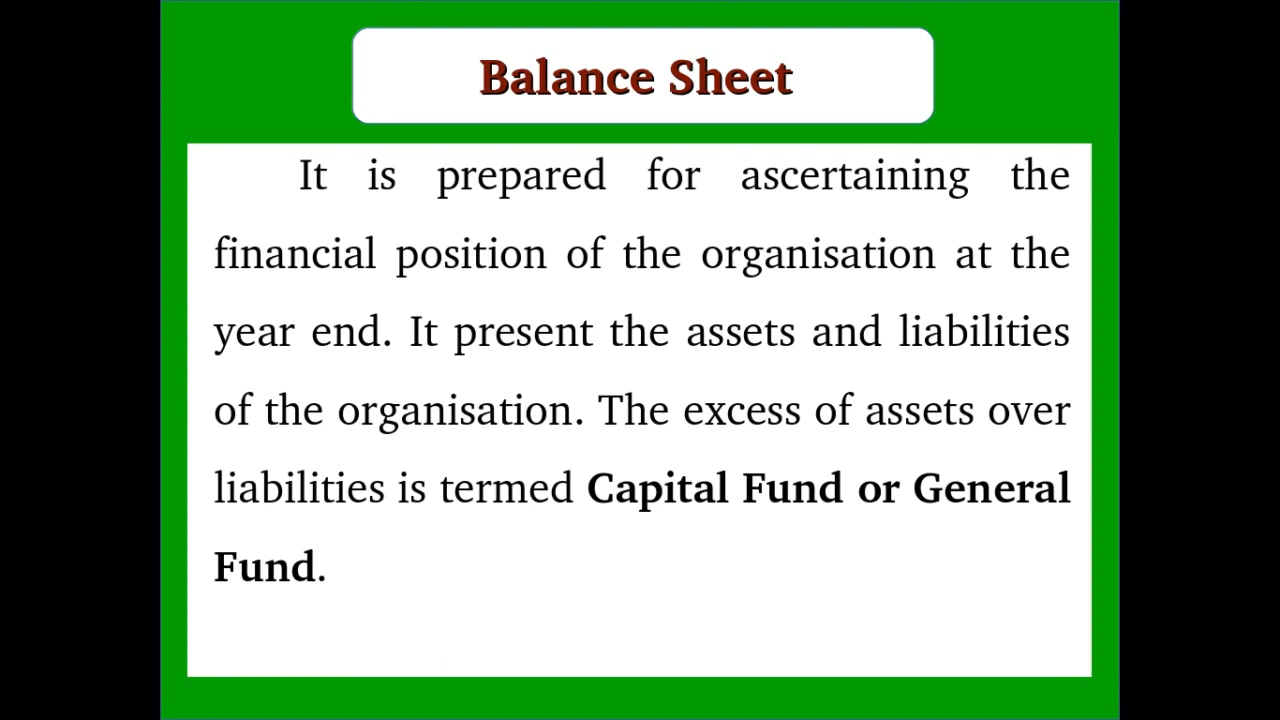 Balance Sheet
It is prepared for ascertaining the
financial position of the organisation at the
year end. It present the assets and liabilities
of the organisation. The excess of assets over
liabilities is termed Capital Fund or General
Fund.